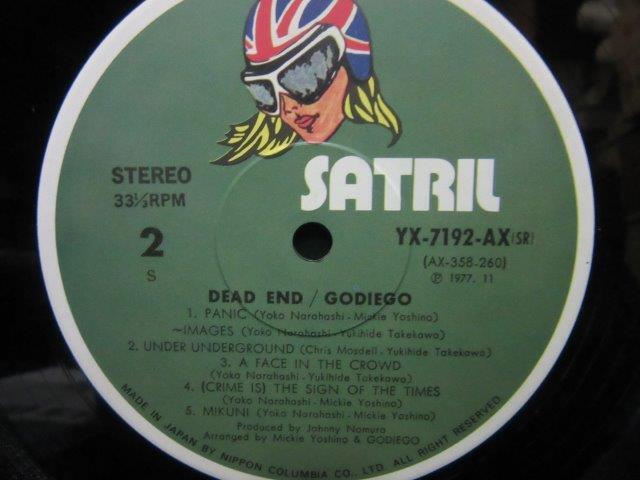 SATRIL
STEREO
33⅓RPM
2
S
YX-7192-AX(SR)
(AX-358-260)
Ⓟ 1977. 11
DEAD END / GODIEGO
1. PANIC (Yoko Narahashi - Mickie Yoshino)
~IMAGES (Yoko Narahashi - Yukihide Takekawa)
2. UNDER UNDERGROUND (Chris Mosdell - Yukihide Takekawa)
3. A FACE IN THE CROWD
(Yoko Narahashi - Yukihide Takekawa)
4. (CRIME IS) THE SIGN OF THE TIMES
(Yoko Narahashi - Mickie Yoshino)
5. MIKUNI (Yoko Narahashi - Mickie Yoshino)
Produced by Johnny Nomura
Arranged by Mickie Yoshino & GODIEGO
MADE IN JAPAN BY NIPPON COLUMBIA CO., LTD. ALL RIGHT RESERVED